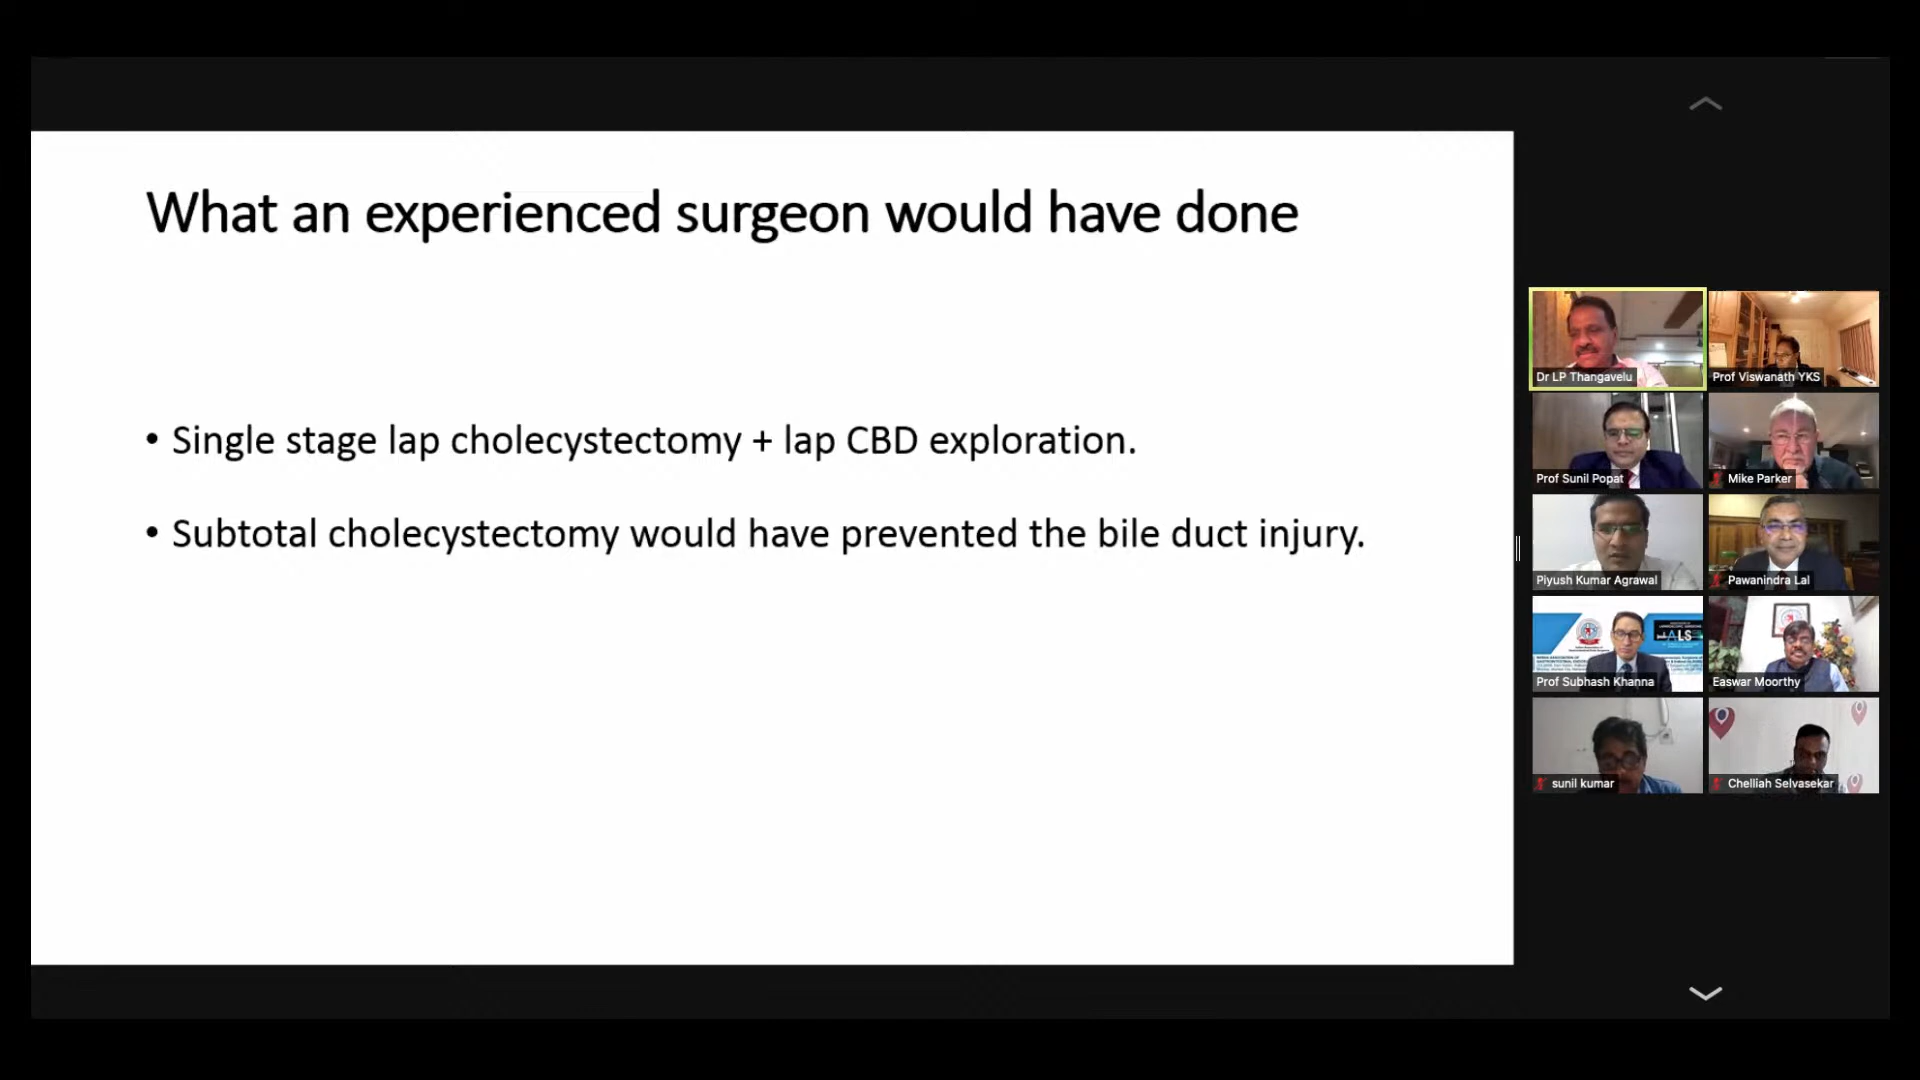 What an experienced surgeon would have done
• Single stage lap cholecystectomy + lap CBD exploration.
• Subtotal cholecystectomy would have prevented the bile duct injury.
Dr LP Thangavelu
Prof Viswanath YKS
Prof Sunil Popat
Mike Parker
Piyush Kumar Agrawal
Pawanindra Lal
ALS
Prof Subhash Khanna
Easwar Moorthy
sunil kumar
Chelliah Selvasekar